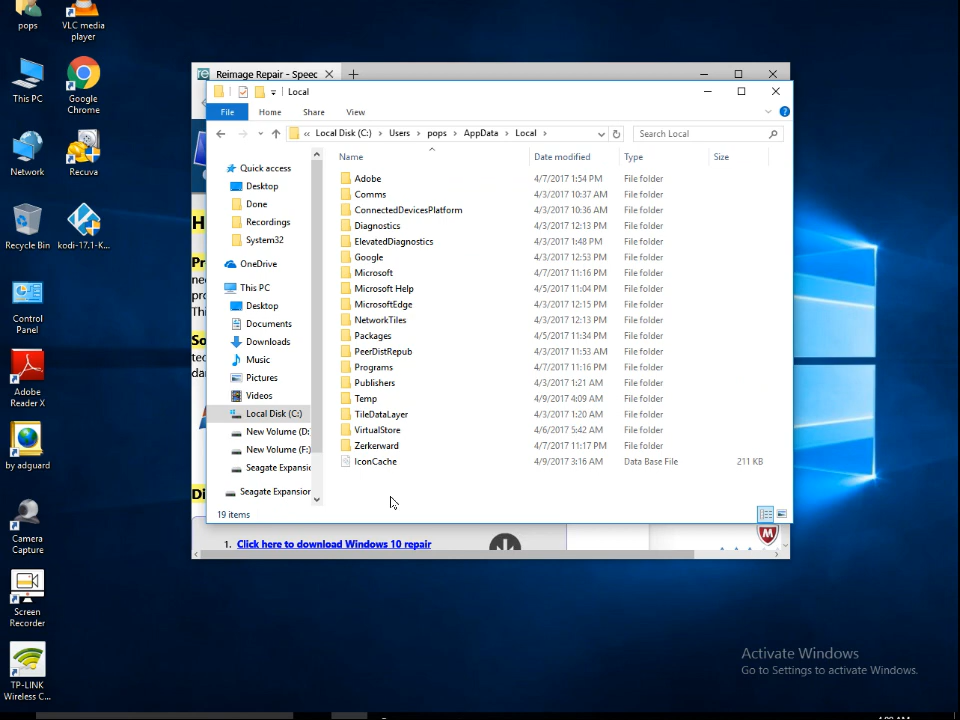 pops
VLC media
player
This PC
Google
Chrome
Network
Recuva
Recycle Bin
kodi-17.1-K...
Control
Panel
Adobe
Reader X
by adguard
Camera
Capture
Screen
Recorder
TP-LINK
Wireless C...
Reimage Repair - Speec
Local
File
Home
Share
View
« Local Disk (C:) > Users > pops > AppData > Local >
Search Local
Quick access
Desktop
Done
Recordings
System32
OneDrive
This PC
Desktop
Documents
Downloads
Music
Pictures
Videos
Local Disk (C:)
New Volume (D:
New Volume (F:)
Seagate Expansic
Seagate Expansion
Name Date modified Type Size
Adobe 4/7/2017 1:54 PM File folder
Comms 4/3/2017 10:37 AM File folder
ConnectedDevicesPlatform 4/3/2017 10:36 AM File folder
Diagnostics 4/3/2017 12:13 PM File folder
ElevatedDiagnostics 4/3/2017 1:48 PM File folder
Google 4/3/2017 12:53 PM File folder
Microsoft 4/7/2017 11:16 PM File folder
Microsoft Help 4/5/2017 11:04 PM File folder
MicrosoftEdge 4/3/2017 12:15 PM File folder
NetworkTiles 4/3/2017 12:13 PM File folder
Packages 4/5/2017 11:34 PM File folder
PeerDistRepub 4/3/2017 11:53 AM File folder
Programs 4/7/2017 11:16 PM File folder
Publishers 4/3/2017 1:21 AM File folder
Temp 4/9/2017 4:09 AM File folder
TileDataLayer 4/3/2017 1:20 AM File folder
VirtualStore 4/6/2017 5:42 AM File folder
Zerkerward 4/7/2017 11:17 PM File folder
IconCache 4/9/2017 3:16 AM Data Base File 211 KB
19 items
H
Pr
ne
pro
Thi
So
tec
dar
Di
1. Click here to download Windows 10 repair
Activate Windows
Go to Settings to activate Windows.